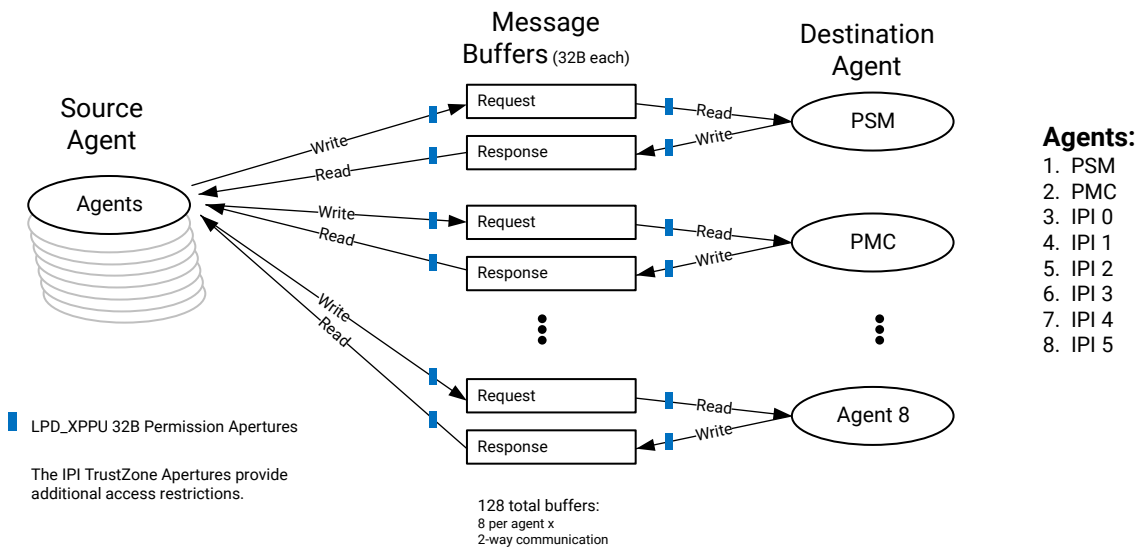 Message
Buffers (32B each)
Destination
Agent
Source
Agent
Agents
Request
Response
Write
Read
Read
Write
PSM
Request
Response
Write
Read
Read
Write
PMC
Request
Response
Write
Read
Read
Write
Agent 8
Agents:
1. PSM
2. PMC
3. IPI 0
4. IPI 1
5. IPI 2
6. IPI 3
7. IPI 4
8. IPI 5
LPD_XPPU 32B Permission Apertures
The IPI TrustZone Apertures provide
additional access restrictions.
128 total buffers:
8 per agent x
2-way communication